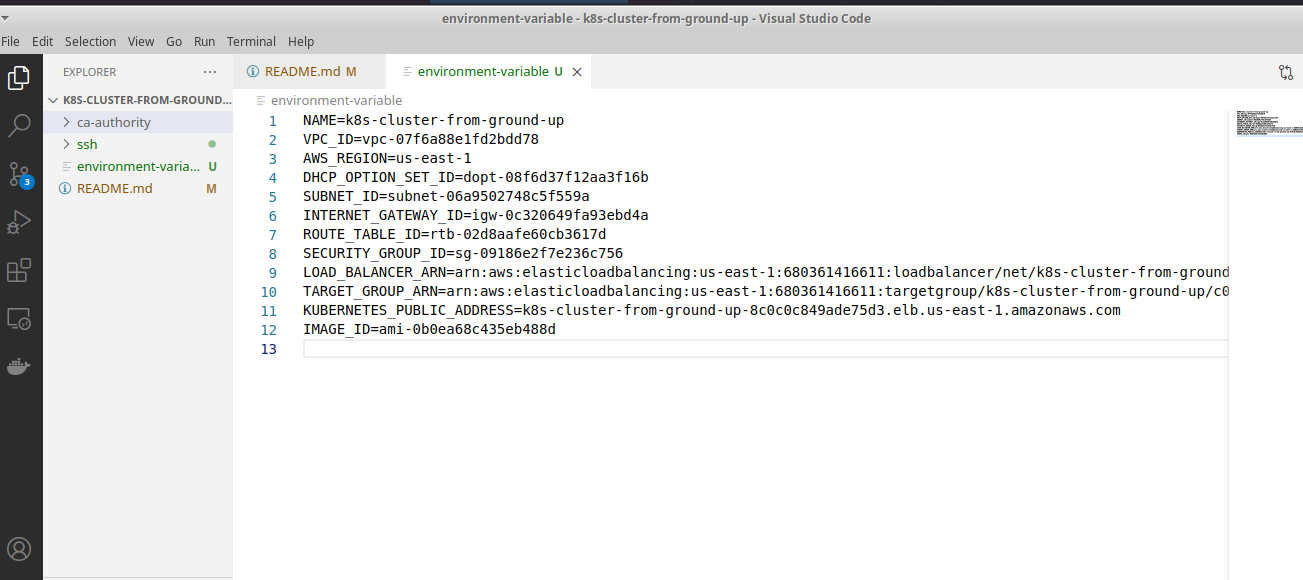 environment-variable - k8s-cluster-from-ground-up - Visual Studio Code
File Edit Selection View Go Run Terminal Help
EXPLORER ···
README.md M
environment-variable U
K8S-CLUSTER-FROM-GROUND...
ca-authority
ssh
environment-varia... U
README.md M
3
environment-variable
1 NAME=k8s-cluster-from-ground-up
2 VPC_ID=vpc-07f6a88e1fd2bdd78
3 AWS_REGION=us-east-1
4 DHCP_OPTION_SET_ID=dopt-08f6d37f12aa3f16b
5 SUBNET_ID=subnet-06a9502748c5f559a
6 INTERNET_GATEWAY_ID=igw-0c320649fa93ebd4a
7 ROUTE_TABLE_ID=rtb-02d8aafe60cb3617d
8 SECURITY_GROUP_ID=sg-09186e2f7e236c756
9 LOAD_BALANCER_ARN=arn:aws:elasticloadbalancing:us-east-1:680361416611:loadbalancer/net/k8s-cluster-from-ground
10 TARGET_GROUP_ARN=arn:aws:elasticloadbalancing:us-east-1:680361416611:targetgroup/k8s-cluster-from-ground-up/c0
11 KUBERNETES_PUBLIC_ADDRESS=k8s-cluster-from-ground-up-8c0c0c849ade75d3.elb.us-east-1.amazonaws.com
12 IMAGE_ID=ami-0b0ea68c435eb488d
13